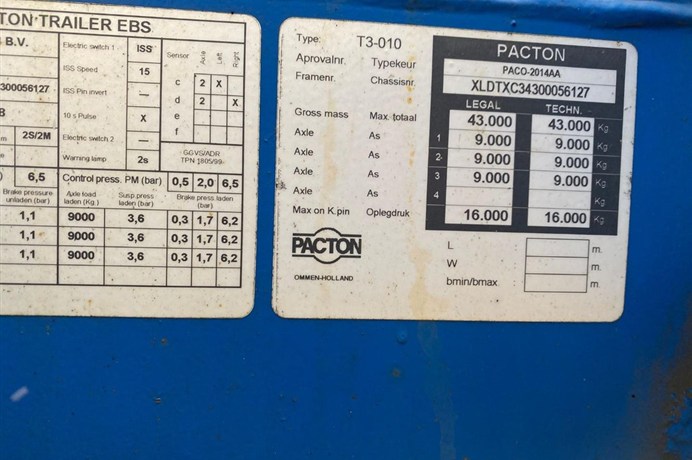 TON TRAILER EBS
B.V.
Electric switch 1 ISS
Sensor Axle Left Right
ISS Speed 15
c 2 X
300056127
ISS Pin invert —
d 2 X
B
10 s Pulse X
e
f
2S/2M
Electric switch 2 —
GGVS/ADR
TPN 1805/99
Warning lamp 2s
6,5 Control press. PM (bar) 0,5 2,0 6,5
Brake pressure unladen (bar) Axle load laden (Kg.) Susp.press laden (bar) Brake press.laden (bar)
1,1 9000 3,6 0,3 1,7 6,2
1,1 9000 3,6 0,3 1,7 6,2
1,1 9000 3,6 0,3 1,7 6,2
Type: T3-010
PACTON
Aprovalnr. Typekeur PACO-2014AA
Framenr. Chassisnr. XLDTXC34300056127
LEGAL TECHN.
Gross mass Max. totaal 43.000 43.000 Kg
Axle As 1 9.000 9.000 Kg
Axle As 2 9.000 9.000 Kg
Axle As 3 9.000 9.000 Kg
Axle As 4 Kg
Max on K.pin Oplegdruk 16.000 16.000 Kg
PACTON
OMMEN-HOLLAND
L m.
W m.
bmin/bmax. m.